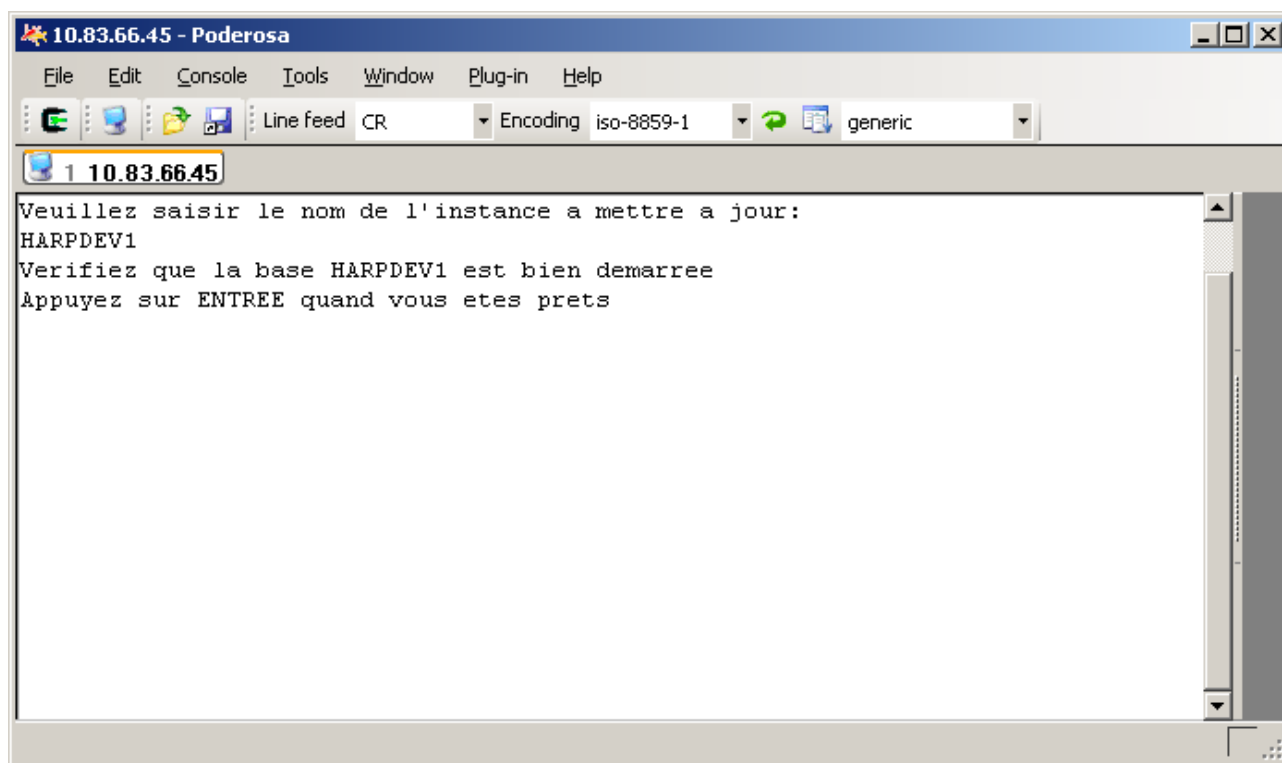 10.83.66.45 - Poderosa
File Edit Console Tools Window Plug-in Help
Line feed CR Encoding iso-8859-1 generic
1 10.83.66.45
Veuillez saisir le nom de l'instance a mettre a jour:
HARPDEV1
Verifiez que la base HARPDEV1 est bien demarree
Appuyez sur ENTREE quand vous etes prets